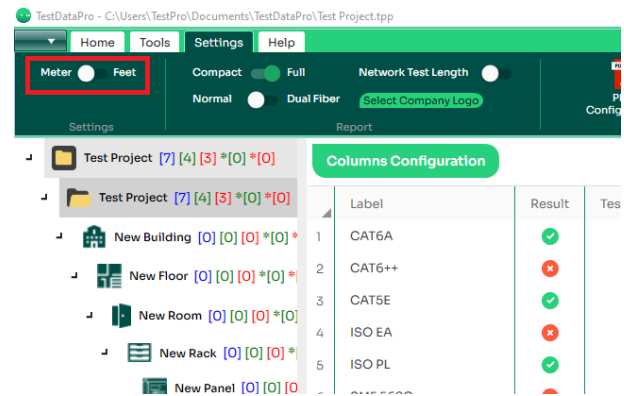 TestDataPro - C:\Users\TestPro\Documents\TestDataPro\Test Project.tpp
Home Tools Settings Help
Meter Feet Compact Full Network Test Length
Normal Dual Fiber Select Company Logo
Settings Report
Test Project [7] [4] [3] *[0] *[0]
Columns Configuration
Test Project [7] [4] [3] *[0] *[0]
Label Result
New Building [0] [0] [0] *[0] *
1 CAT6A
New Floor [0] [0] [0] *[0] *
2 CAT6++
New Room [0] [0] [0] *[0]
3 CAT5E
4 ISO EA
New Rack [0] [0] [0] *
5 ISO PL
New Panel [0] [0] [0